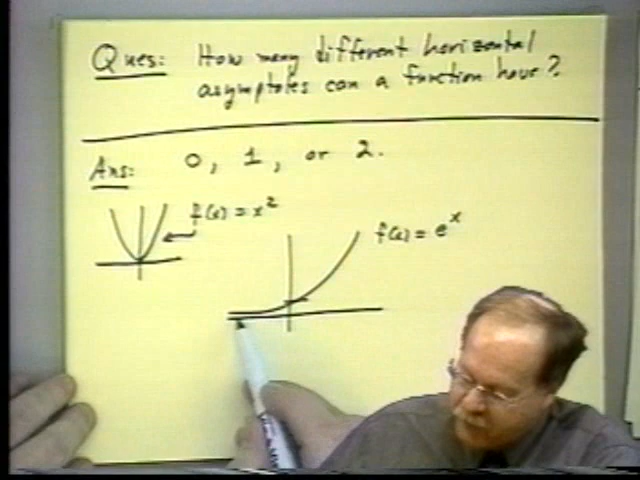 Ques: How many different horizontal
asymptotes can a function have?
Ans: 0, 1, or 2.
f(x) = x²
f(x) = eˣ